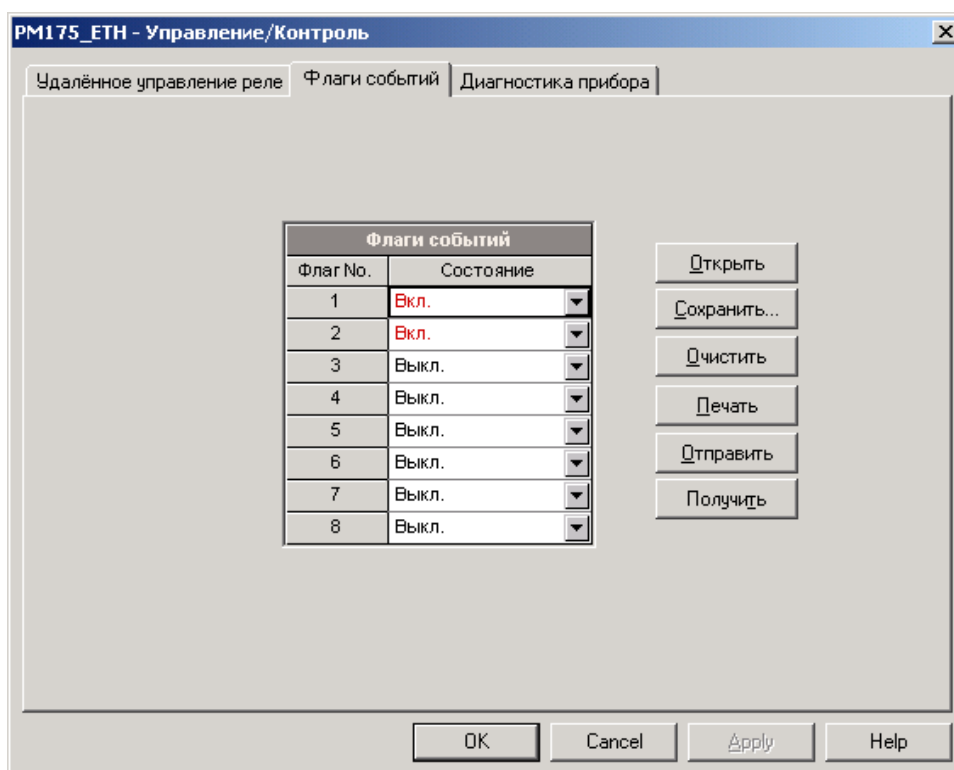 PM175_ETH - Управление/Контроль
Удалённое управление реле
Флаги событий
Диагностика прибора
Флаги событий
Флаг No. Состояние
1 Вкл.
2 Вкл.
3 Выкл.
4 Выкл.
5 Выкл.
6 Выкл.
7 Выкл.
8 Выкл.
Открыть
Сохранить...
Очистить
Печать
Отправить
Получить
OK
Cancel
Apply
Help